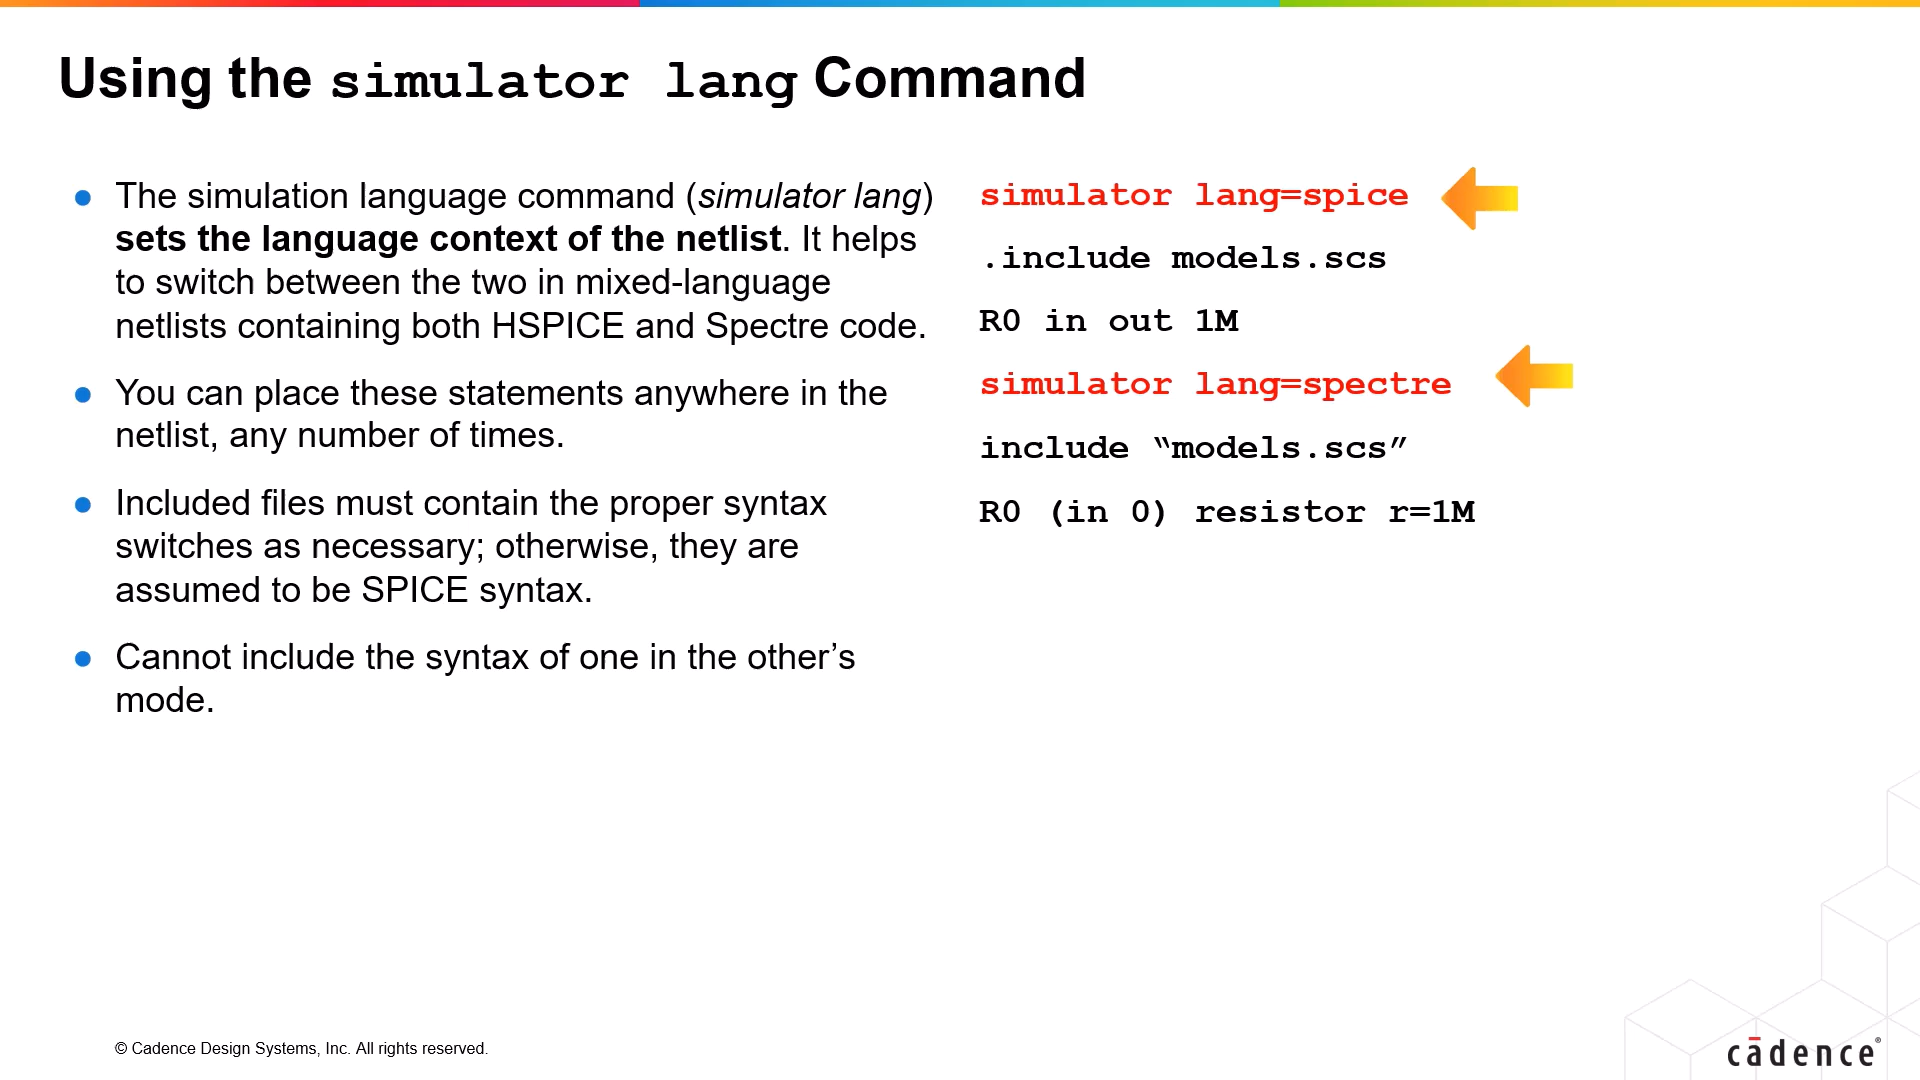 Using the simulator lang Command
The simulation language command (simulator lang)
sets the language context of the netlist. It helps
to switch between the two in mixed-language
netlists containing both HSPICE and Spectre code.
You can place these statements anywhere in the
netlist, any number of times.
Included files must contain the proper syntax
switches as necessary; otherwise, they are
assumed to be SPICE syntax.
Cannot include the syntax of one in the other’s
mode.
simulator lang=spice
.include models.scs
R0 in out 1M
simulator lang=spectre
include “models.scs”
R0 (in 0) resistor r=1M
© Cadence Design Systems, Inc. All rights reserved.
cādence®